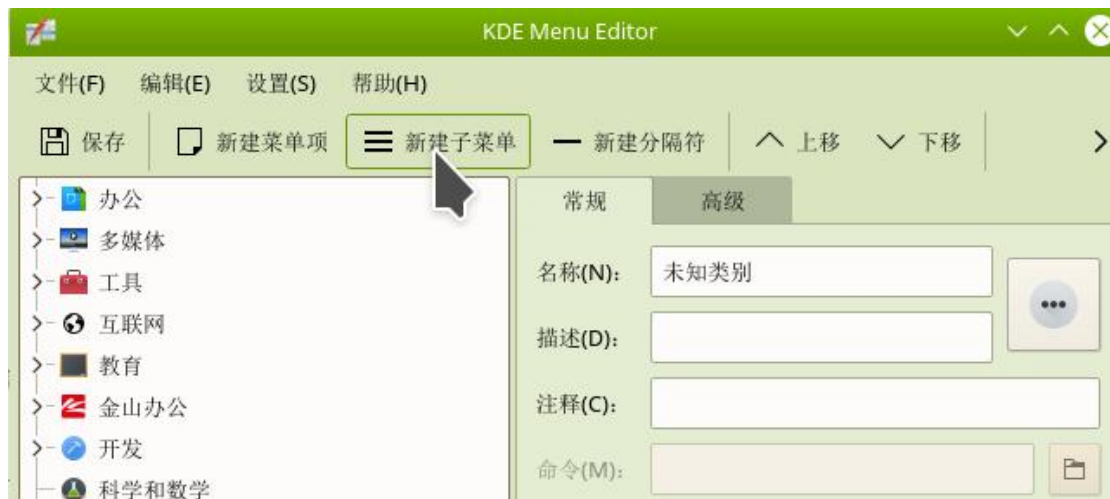 KDE Menu Editor
文件(F) 编辑(E) 设置(S) 帮助(H)
保存 新建菜单项 新建子菜单 新建分隔符 上移 下移
办公
多媒体
工具
互联网
教育
金山办公
开发
科学和数学
常规 高级
名称(N): 未知类别
描述(D):
注释(C):
命令(M):